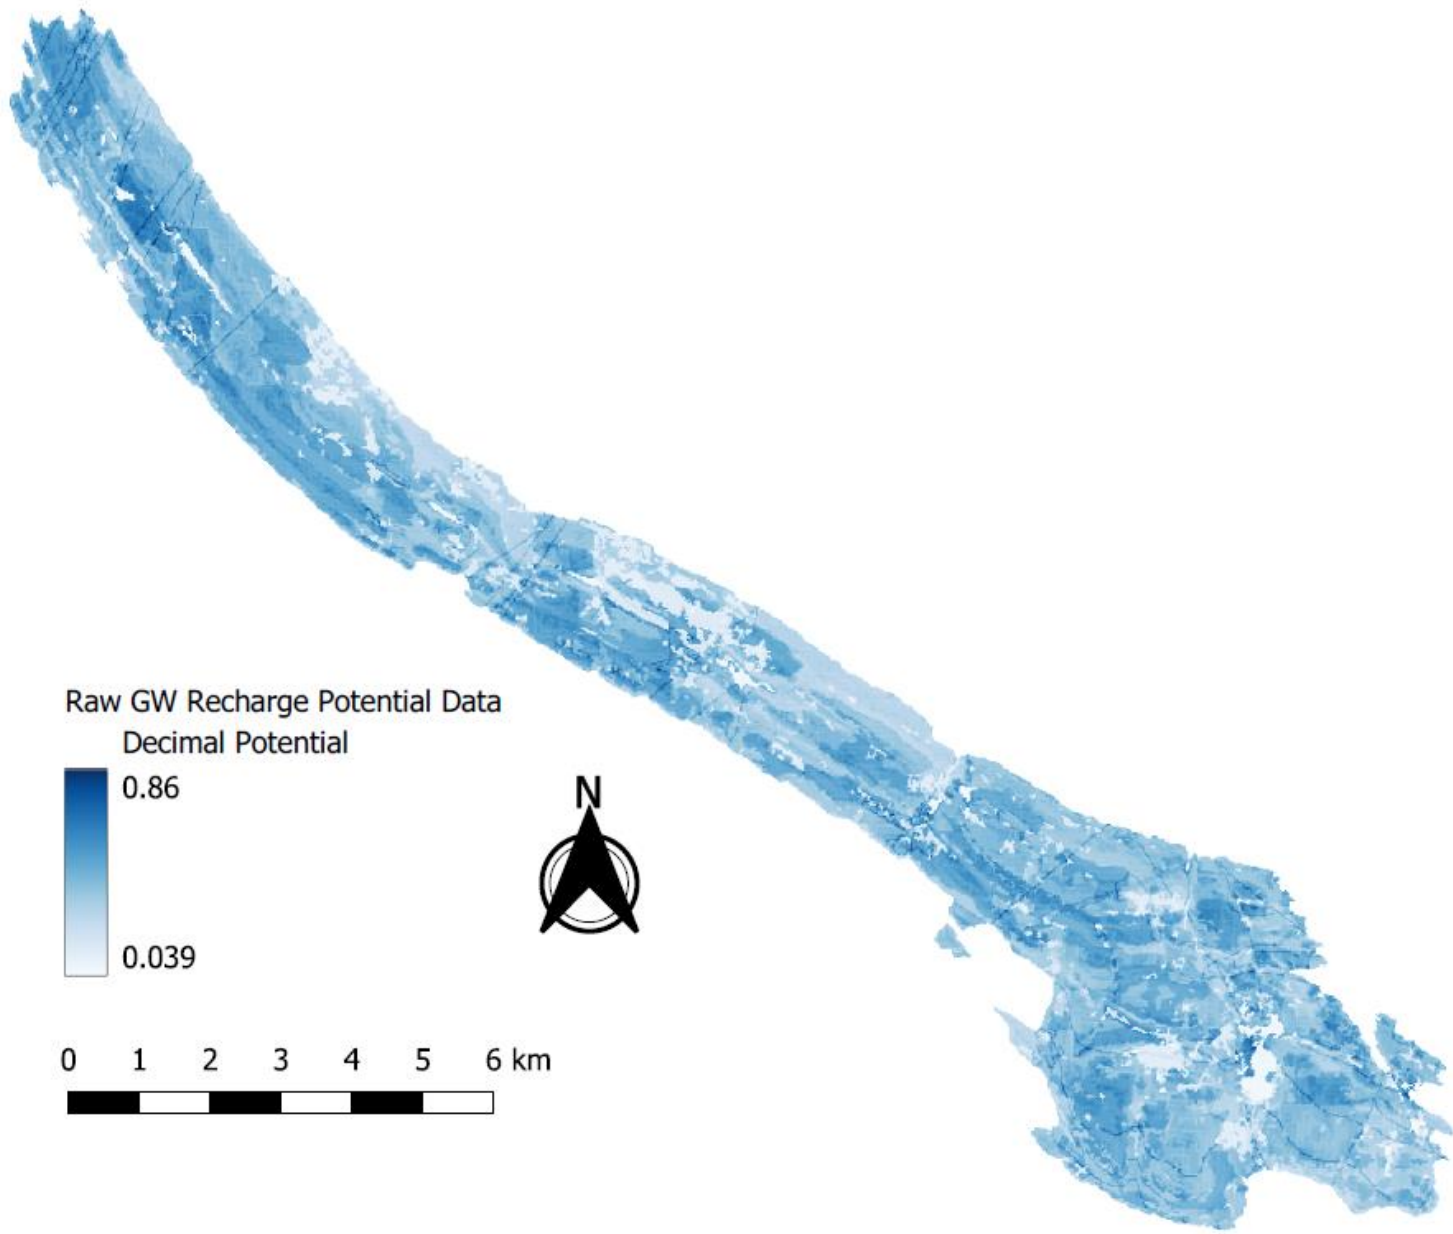 Raw GW Recharge Potential Data
Decimal Potential
0.86
0.039
N
0 1 2 3 4 5 6 km